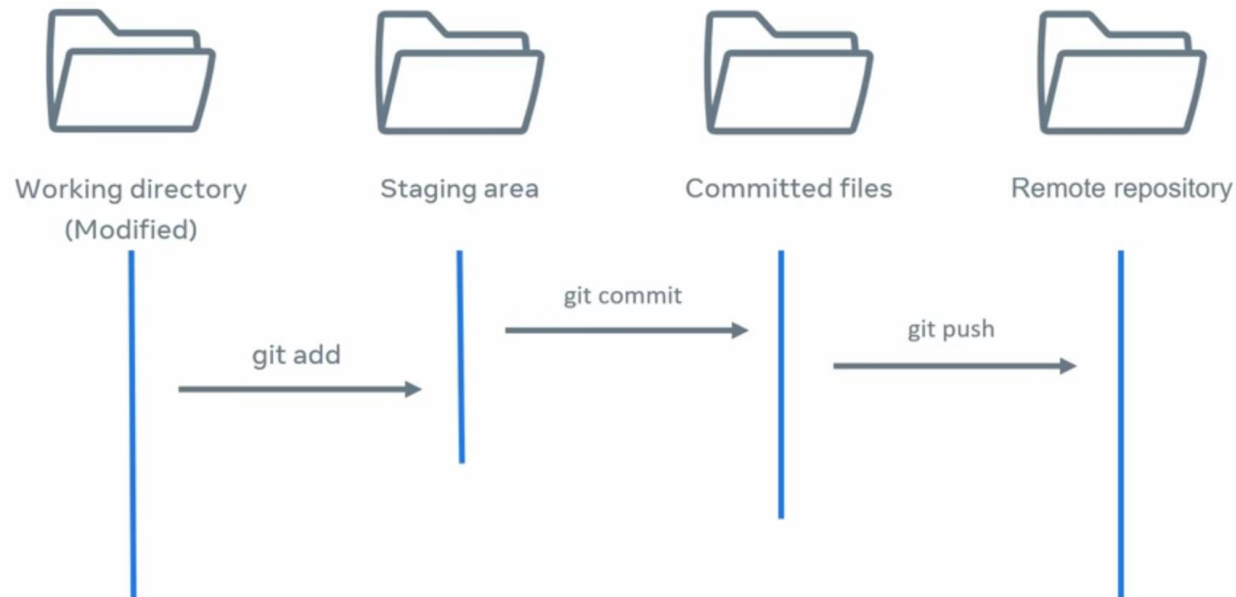 Working directory
(Modified)
Staging area
Committed files
Remote repository
git add
git commit
git push